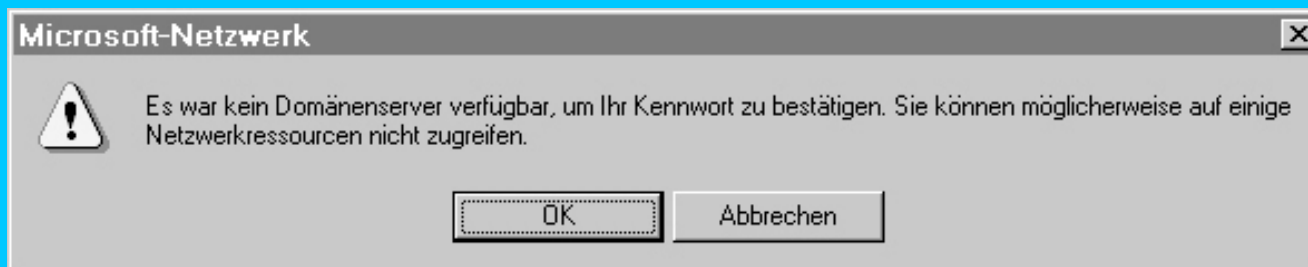 Microsoft-Netzwerk
Es war kein Domänenserver verfügbar, um Ihr Kennwort zu bestätigen. Sie können möglicherweise auf einige
Netzwerkressourcen nicht zugreifen.
OK
Abbrechen